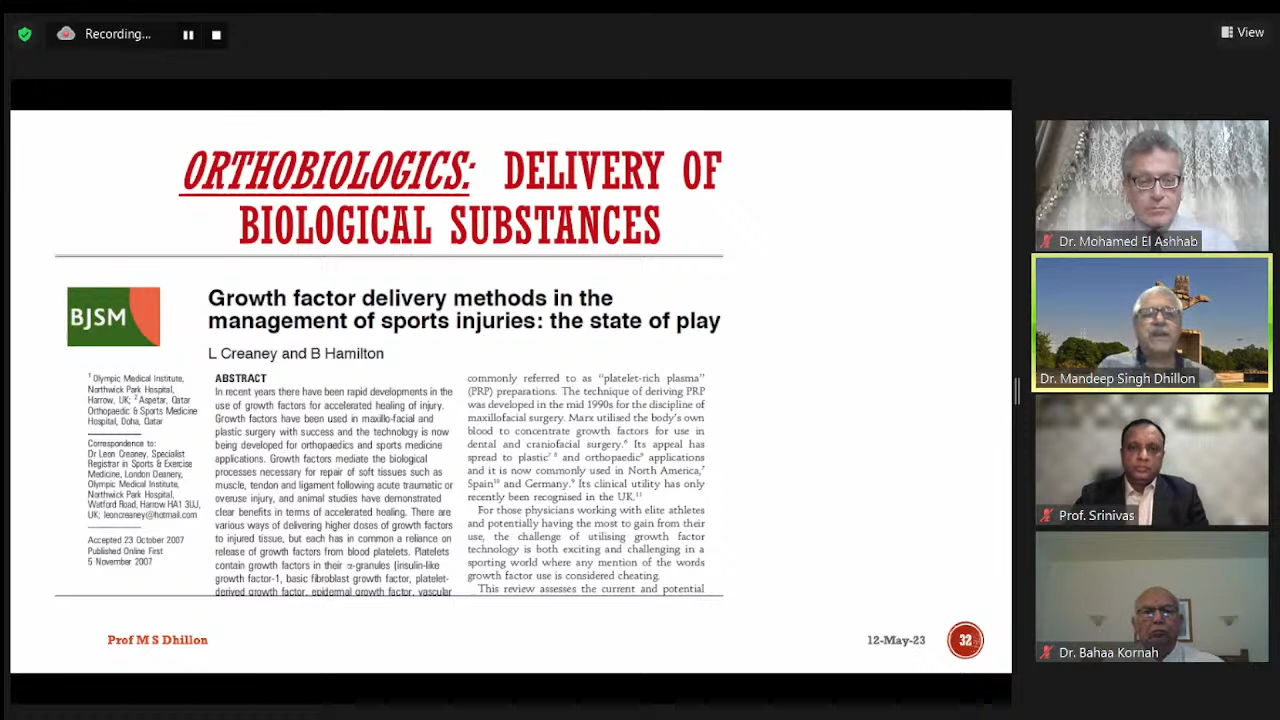 Recording...
View
ORTHOBIOLOGICS: DELIVERY OF
BIOLOGICAL SUBSTANCES
BJSM
Growth factor delivery methods in the
management of sports injuries: the state of play
L Creaney and B Hamilton
1 Olympic Medical Institute,
Northwick Park Hospital,
Harrow, UK; 2 Aspetar, Qatar
Orthopaedic & Sports Medicine
Hospital, Doha, Qatar
Correspondence to:
Dr Leon Creaney, Specialist
Registrar in Sports & Exercise
Medicine, London Deanery,
Olympic Medical Institute,
Northwick Park Hospital,
Watford Road, Harrow HA1 3UJ,
UK; leoncreaney@hotmail.com
Accepted 23 October 2007
Published Online First
5 November 2007
ABSTRACT
In recent years there have been rapid developments in the
use of growth factors for accelerated healing of injury.
Growth factors have been used in maxillo-facial and
plastic surgery with success and the technology is now
being developed for orthopaedics and sports medicine
applications. Growth factors mediate the biological
processes necessary for repair of soft tissues such as
muscle, tendon and ligament following acute traumatic or
overuse injury, and animal studies have demonstrated
clear benefits in terms of accelerated healing. There are
various ways of delivering higher doses of growth factors
to injured tissue, but each has in common a reliance on
release of growth factors from blood platelets. Platelets
contain growth factors in their α-granules (insulin-like
growth factor-1, basic fibroblast growth factor, platelet-
derived growth factor, epidermal growth factor, vascular
commonly referred to as "platelet-rich plasma"
(PRP) preparations. The technique of deriving PRP
was developed in the mid 1990s for the discipline of
maxillofacial surgery. Marx utilised the body's own
blood to concentrate growth factors for use in
dental and craniofacial surgery.6 Its appeal has
spread to plastic7 8 and orthopaedic9 applications
and it is now commonly used in North America,7
Spain10 and Germany.9 Its clinical utility has only
recently been recognised in the UK.11
For those physicians working with elite athletes
and potentially having the most to gain from their
use, the challenge of utilising growth factor
technology is both exciting and challenging in a
sporting world where any mention of the words
growth factor use is considered cheating.
This review assesses the current and potential
Prof M S Dhillon
12-May-23
32
Dr. Mohamed El Ashhab
Dr. Mandeep Singh Dhillon
Prof. Srinivas
Dr. Bahaa Kornah